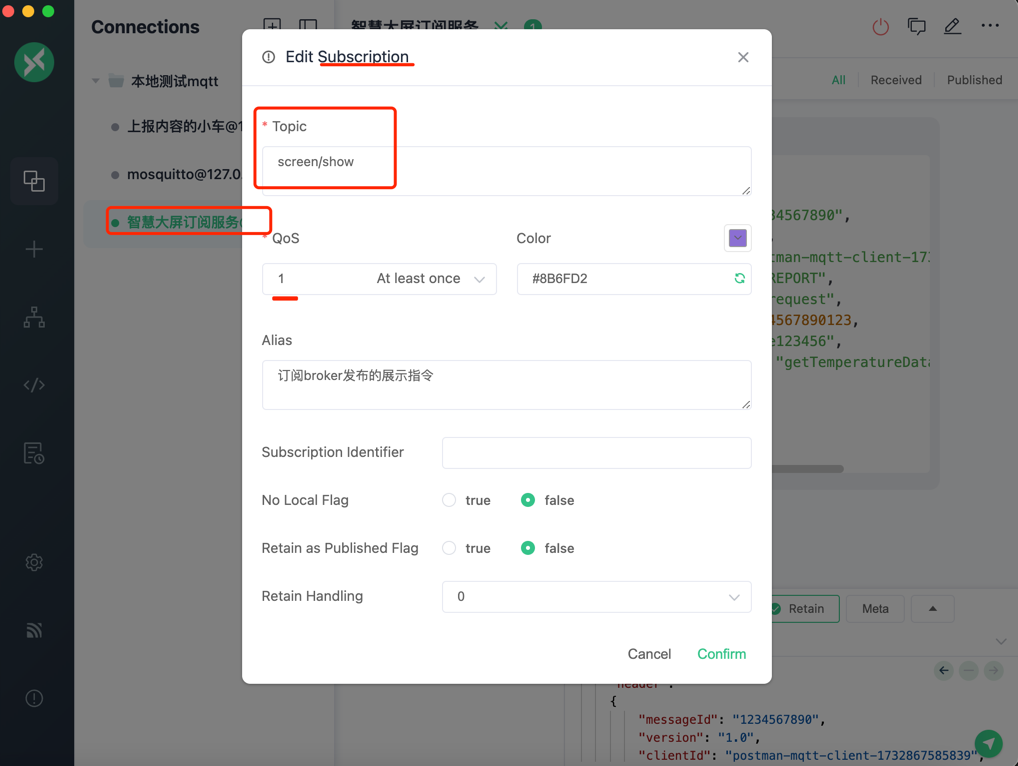 Connections
智慧大屏订阅服务
1
本地测试mqtt
All
Received
Published
上报内容的小车@1
mosquitto@127.0.
智慧大屏订阅服务
Edit Subscription
* Topic
screen/show
* QoS
Color
1
At least once
#8B6FD2
Alias
订阅broker发布的展示指令
Subscription Identifier
No Local Flag
true
false
Retain as Published Flag
true
false
Retain Handling
0
Cancel
Confirm
34567890",
tman-mqtt-client-173
REPORT",
request",
4567890123,
e123456",
"getTemperatureData
Retain
Meta
"header":
{
"messageId": "1234567890",
"version": "1.0",
"clientId": "postman-mqtt-client-1732867585839",